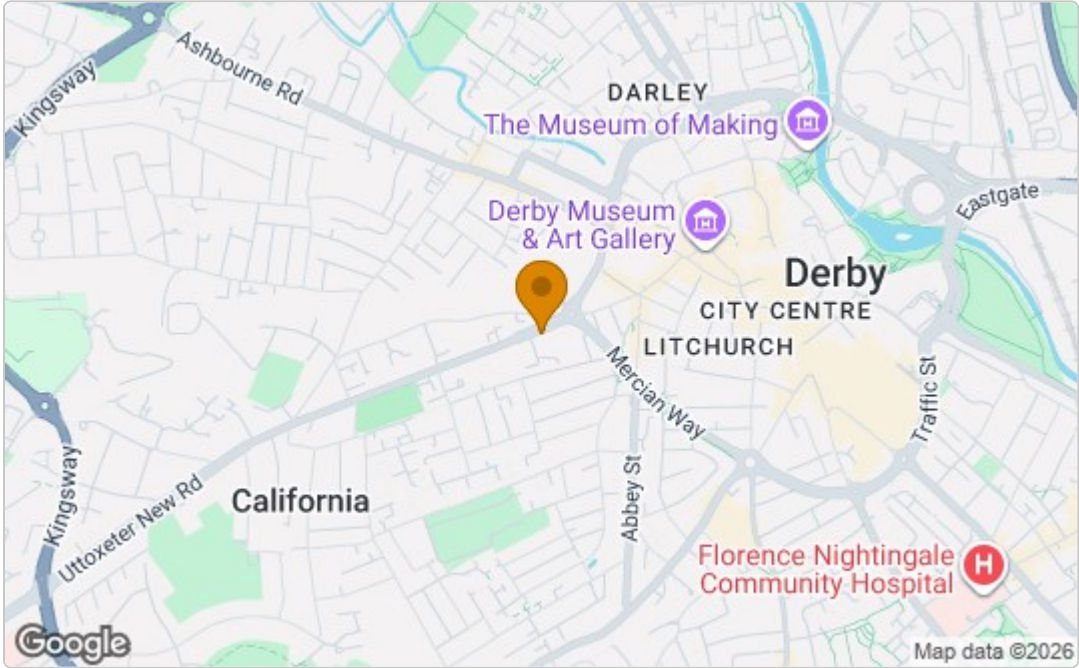 Ashbourne Rd
Kingsway
DARLEY
The Museum of Making
Eastgate
Derby Museum
& Art Gallery
Derby
CITY CENTRE
LITCHURCH
Mercian Way
Traffic St
Kingsway
Uttoxeter New Rd
California
Abbey St
Florence Nightingale
Community Hospital
H
Google
Map data ©2026